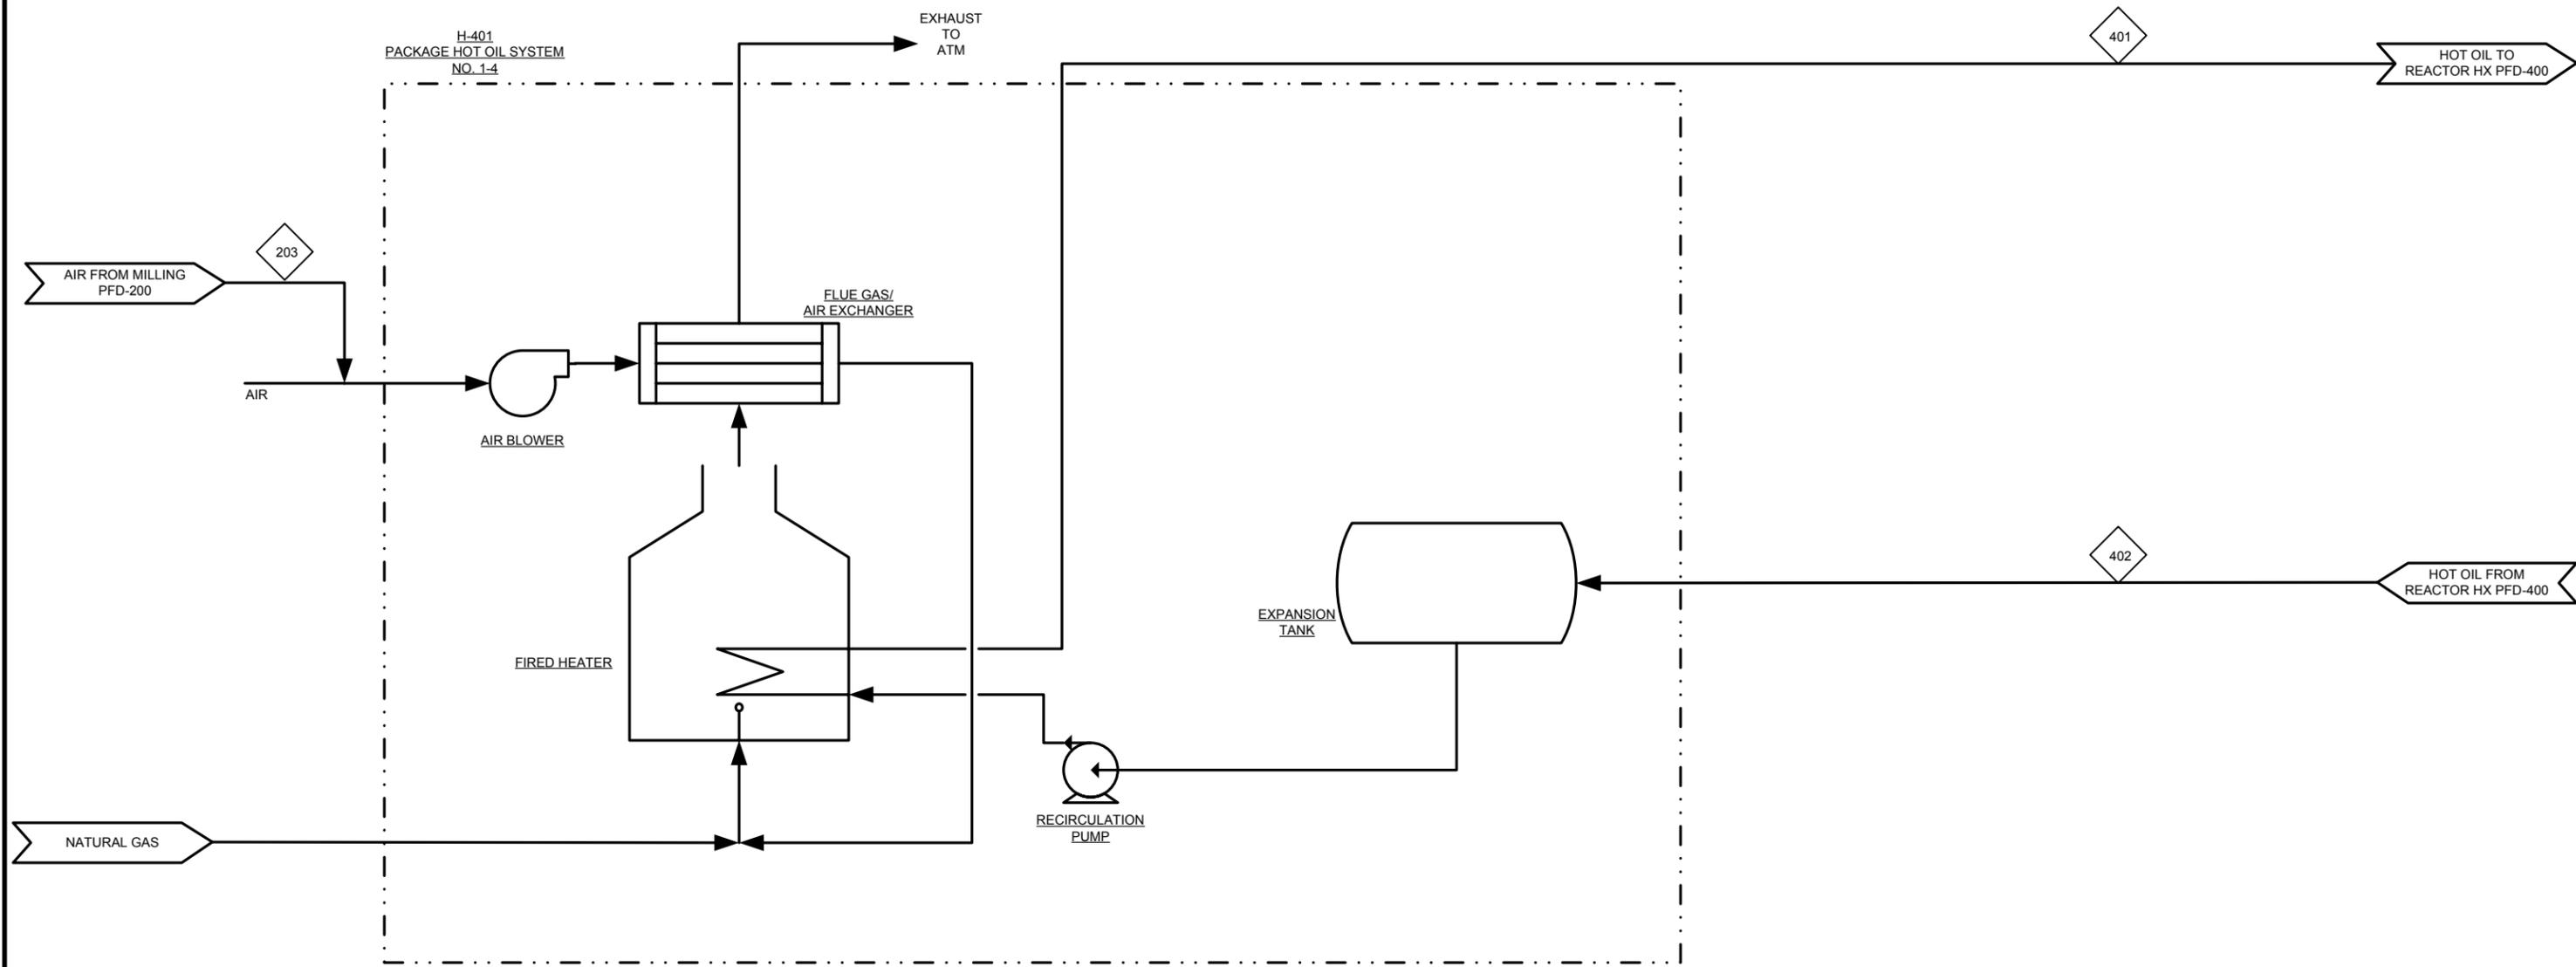 EXHAUST
TO
ATM
H-401
PACKAGE HOT OIL SYSTEM
NO. 1-4
401
HOT OIL TO
REACTOR HX PFD-400
203
AIR FROM MILLING
PFD-200
FLUE GAS/
AIR EXCHANGER
AIR
AIR BLOWER
402
HOT OIL FROM
REACTOR HX PFD-400
EXPANSION
TANK
FIRED HEATER
RECIRCULATION
PUMP
NATURAL GAS